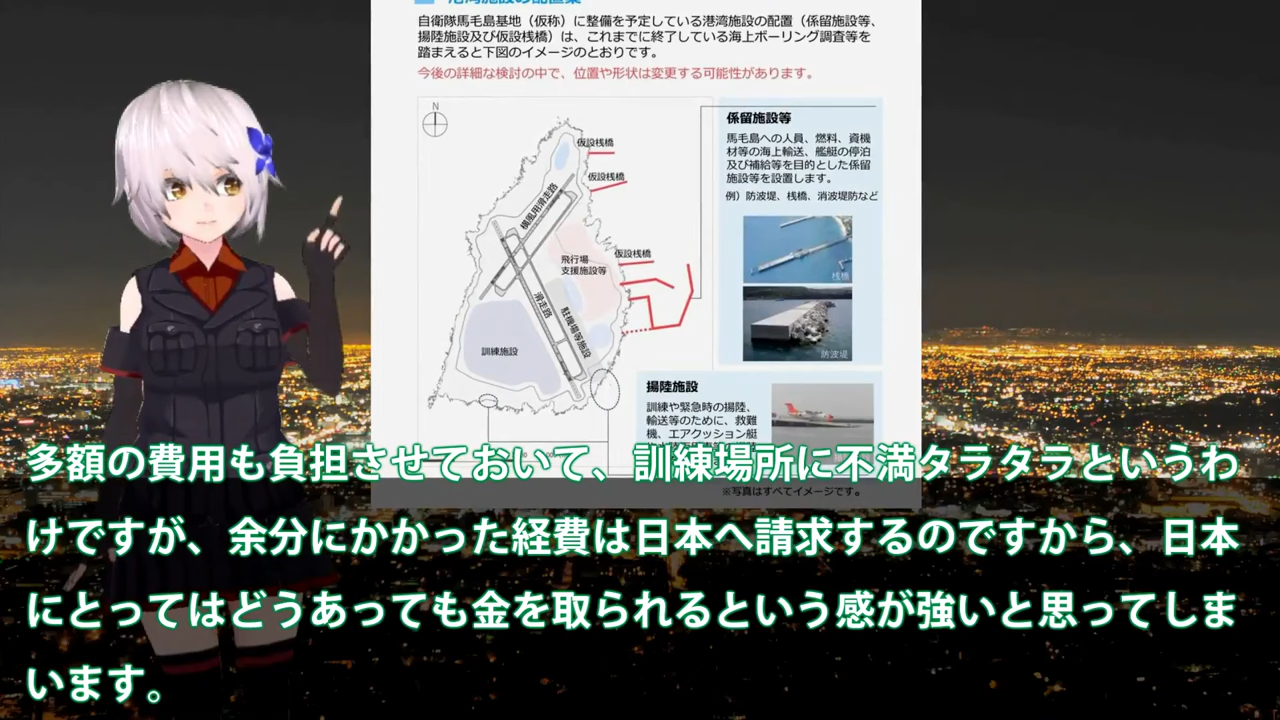 港湾施設の配置案
自衛隊馬毛島基地（仮称）に整備を予定している港湾施設の配置（係留施設等、
揚陸施設及び仮設桟橋）は、これまでに終了している海上ボーリング調査等を
踏まえると下図のイメージのとおりです。
今後の詳細な検討の中で、位置や形状は変更する可能性があります。
N
仮設桟橋
仮設桟橋
横風用滑走路
仮設桟橋
飛行場
支援施設等
滑走路
駐機場等施設
訓練施設
係留施設等
馬毛島への人員、燃料、資機
材等の海上輸送、艦艇の停泊
及び補給等を目的とした係留
施設等を設置します。
例）防波堤、桟橋、消波堤防など
桟橋
防波堤
揚陸施設
訓練や緊急時の揚陸、
輸送等のために、救難
機、エアクッション艇
※写真はすべてイメージです。
多額の費用も負担させておいて、訓練場所に不満タラタラというわ
けですが、余分にかかった経費は日本へ請求するのですから、日本
にとってはどうあっても金を取られるという感が強いと思ってしま
います。